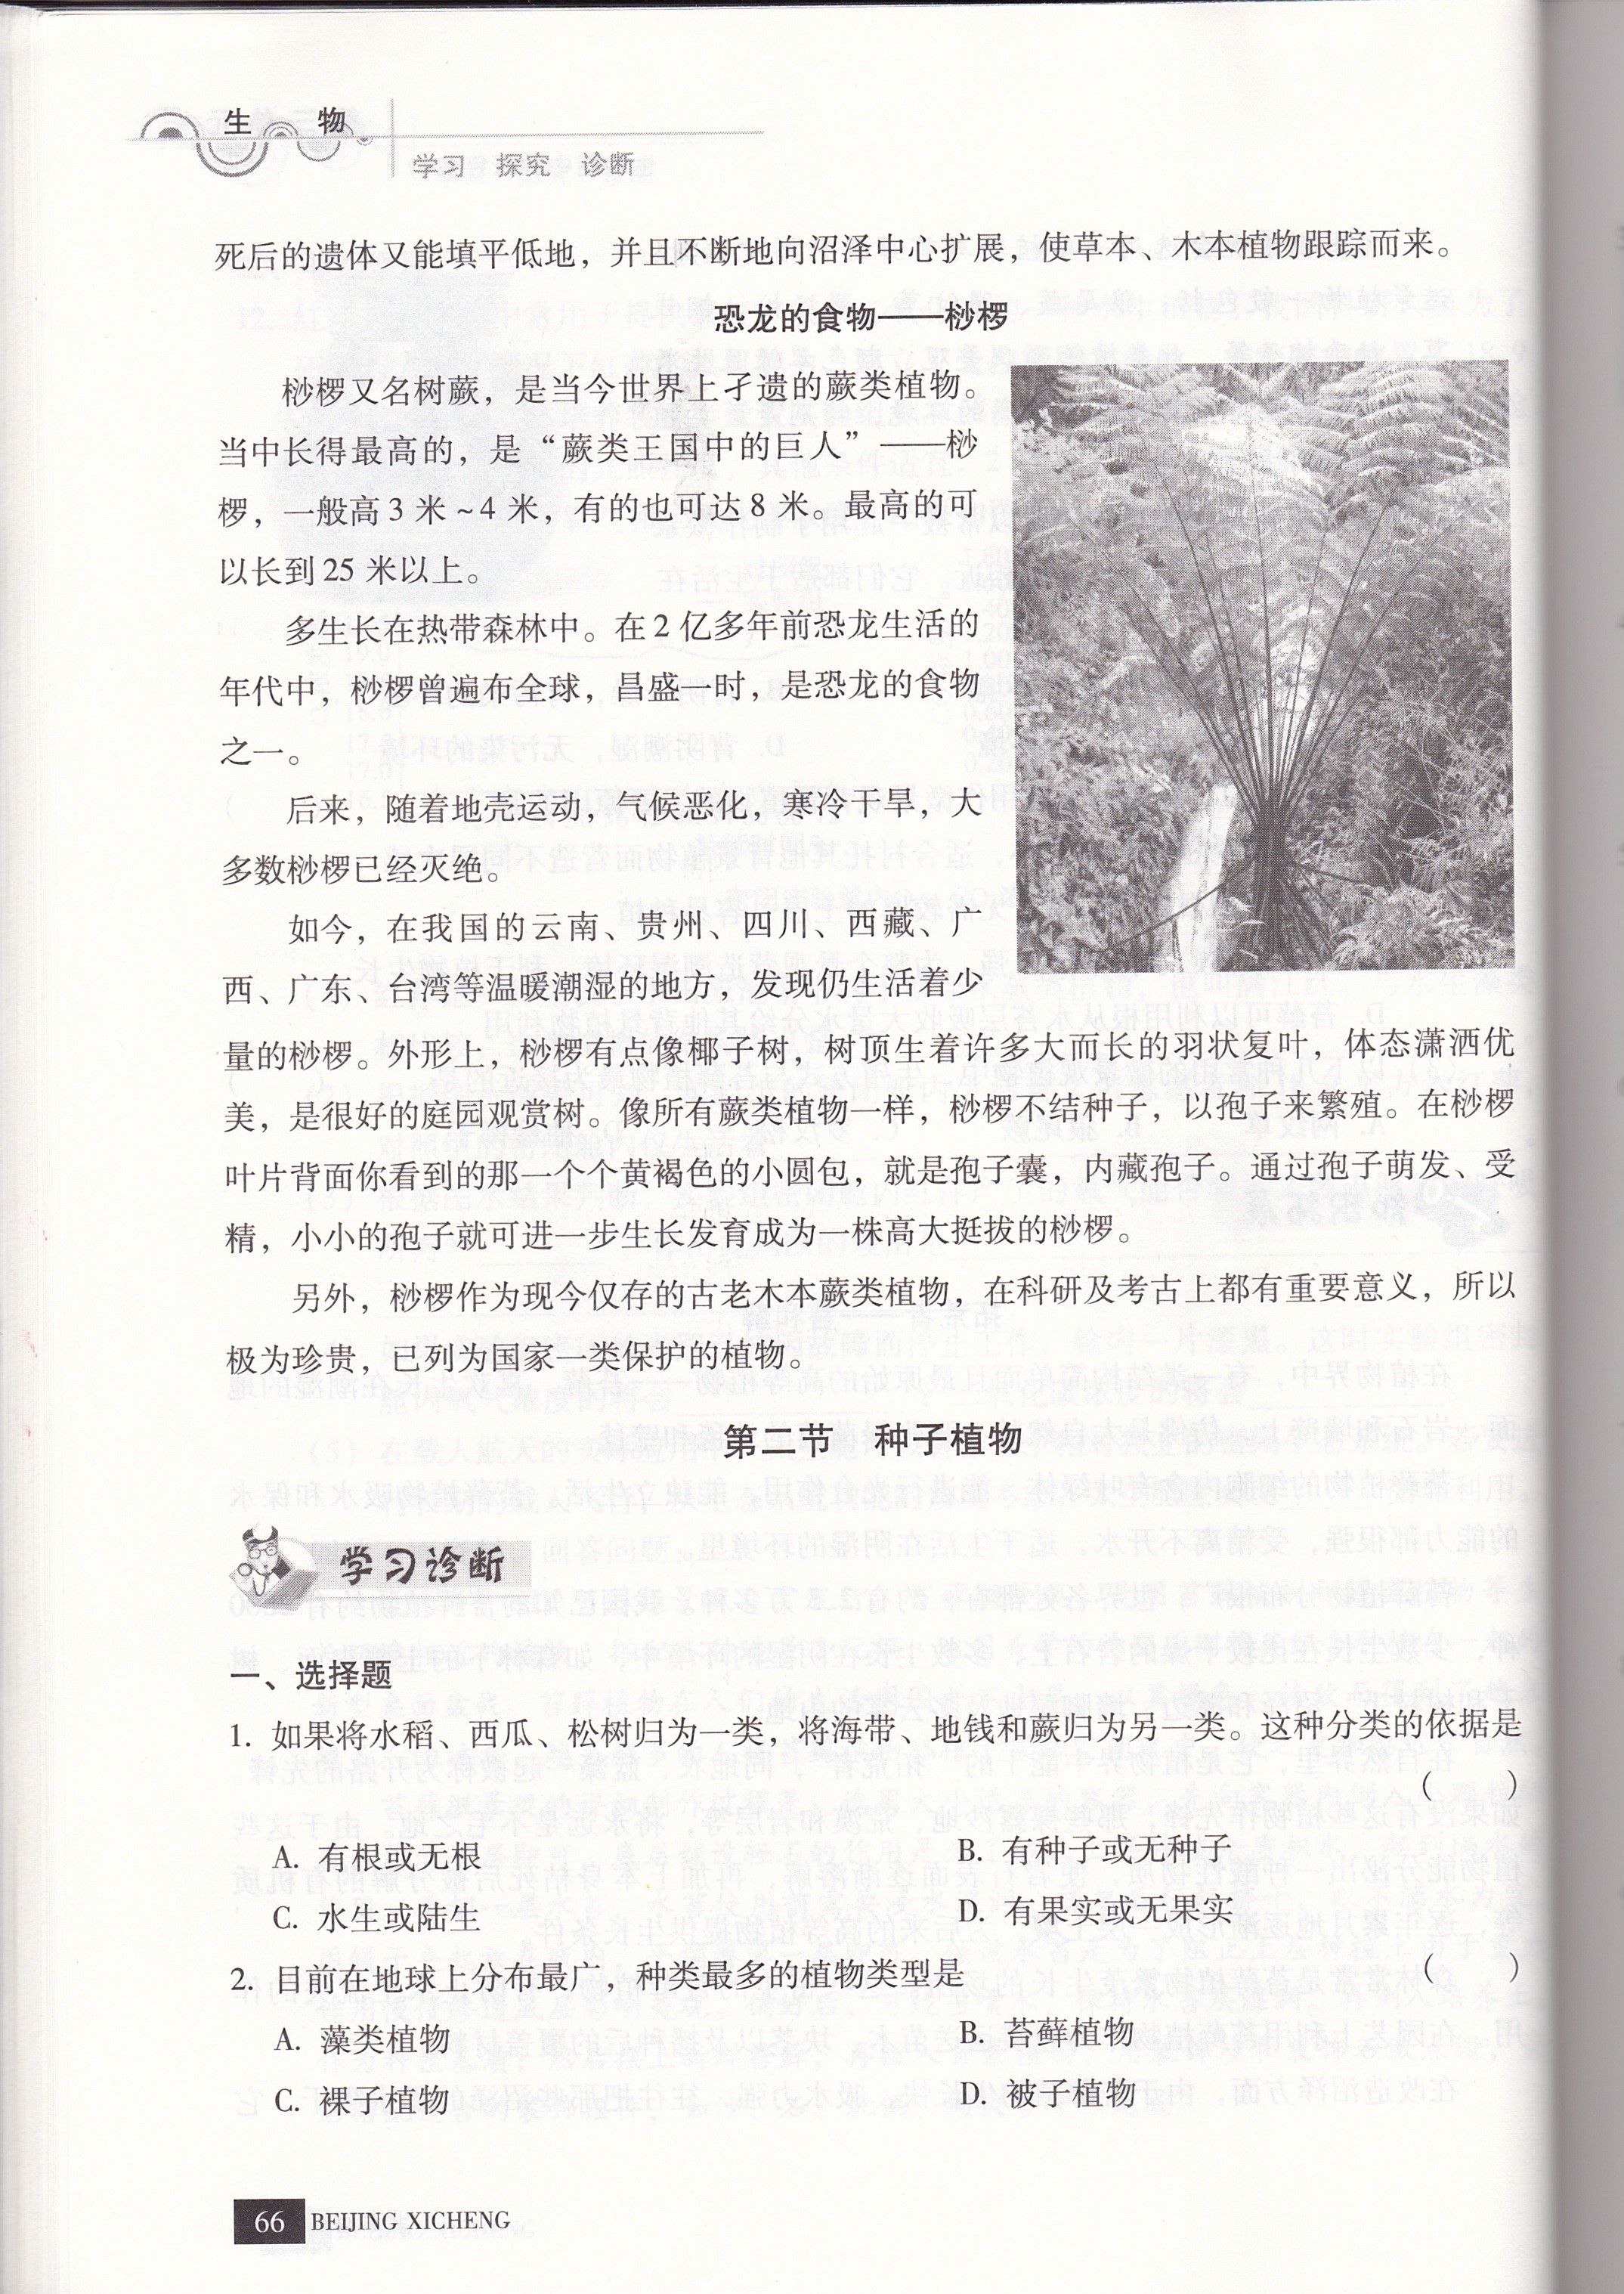 生 物
学习 探究 诊断
死后的遗体又能填平低地，并且不断地向沼泽中心扩展，使草本、木本植物跟踪而来。
恐龙的食物——桫椤
桫椤又名树蕨，是当今世界上孑遗的蕨类植物。
当中长得最高的，是“蕨类王国中的巨人”——桫
椤，一般高3 米~4 米，有的也可达8 米。最高的可
以长到25 米以上。
多生长在热带森林中。在2 亿多年前恐龙生活的
年代中，桫椤曾遍布全球，昌盛一时，是恐龙的食物
之一。
后来，随着地壳运动，气候恶化，寒冷干旱，大
多数桫椤已经灭绝。
如今，在我国的云南、贵州、四川、西藏、广
西、广东、台湾等温暖潮湿的地方，发现仍生活着少
量的桫椤。外形上，桫椤有点像椰子树，树顶生着许多大而长的羽状复叶，体态潇洒优
美，是很好的庭园观赏树。像所有蕨类植物一样，桫椤不结种子，以孢子来繁殖。在桫椤
叶片背面你看到的那一个个黄褐色的小圆包，就是孢子囊，内藏孢子。通过孢子萌发、受
精，小小的孢子就可进一步生长发育成为一株高大挺拔的桫椤。
另外，桫椤作为现今仅存的古老木本蕨类植物，在科研及考古上都有重要意义，所以
极为珍贵，已列为国家一类保护的植物。
第二节 种子植物
学习诊断
一、选择题
1. 如果将水稻、西瓜、松树归为一类，将海带、地钱和蕨归为另一类。这种分类的依据是
（ ）
A. 有根或无根 B. 有种子或无种子
C. 水生或陆生 D. 有果实或无果实
2. 目前在地球上分布最广，种类最多的植物类型是 （ ）
A. 藻类植物 B. 苔藓植物
C. 裸子植物 D. 被子植物
66 BEIJING XICHENG